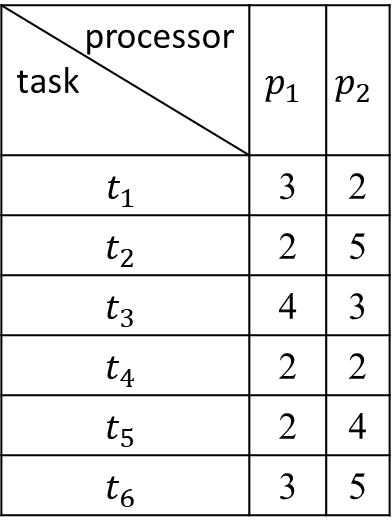 processor
task p₁ p₂
t₁ 3 2
t₂ 2 5
t₃ 4 3
t₄ 2 2
t₅ 2 4
t₆ 3 5